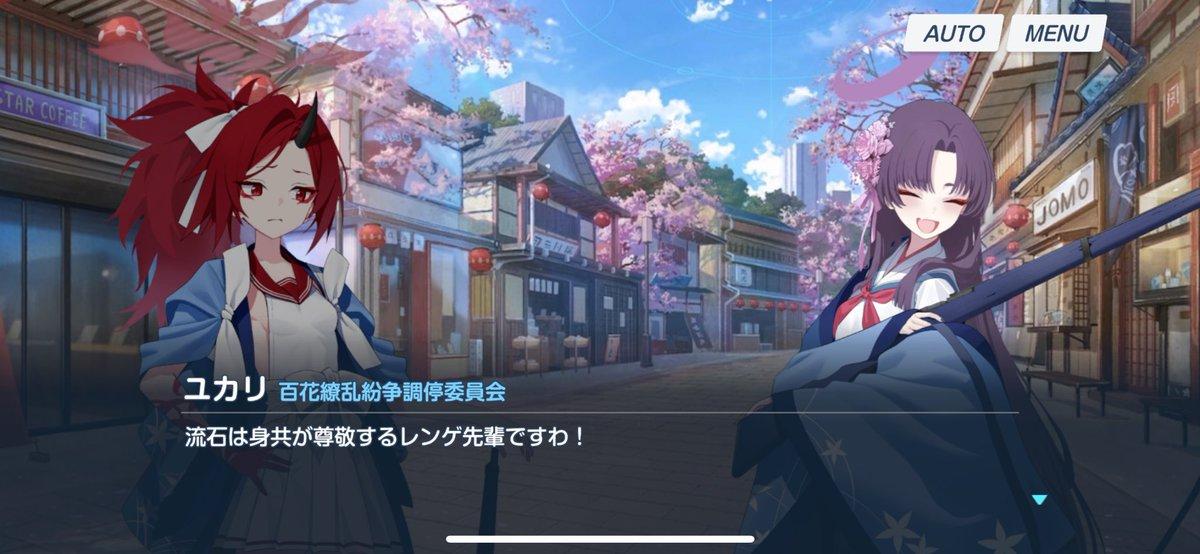 AUTO
MENU
STAR COFFEE
JOMO
ユカリ 百花繚乱紛争調停委員会
流石は身共が尊敬するレンゲ先輩ですわ!